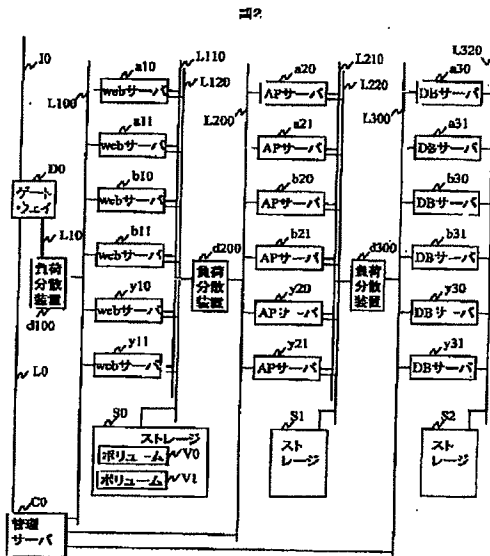 図2
I0
L100
a10
webサーバ
a11
webサーバ
b10
webサーバ
b11
webサーバ
y10
webサーバ
y11
webサーバ
L110
L120
L200
a20
APサーバ
a21
APサーバ
b20
APサーバ
b21
APサーバ
y20
APサーバ
y21
APサーバ
L210
L220
L300
L320
a30
DBサーバ
a31
DBサーバ
b30
DBサーバ
b31
DBサーバ
y30
DBサーバ
y31
DBサーバ
D0
ゲート
ウェイ
L10
負荷
分散
装置
d100
d200
負荷
分散
装置
d300
負荷
分散
装置
L0
S0
ストレージ
ボリューム
V0
ボリューム
V1
S1
スト
レージ
S2
スト
レージ
C0
管理
サーバ